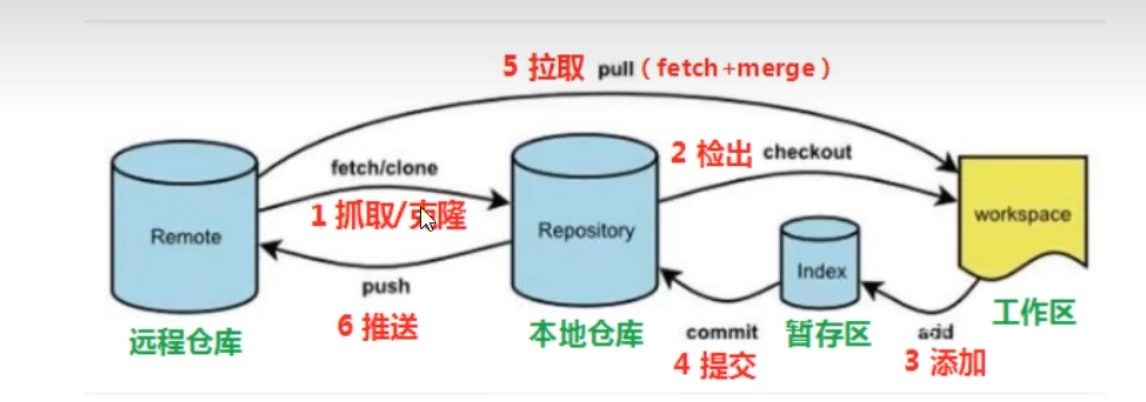 5 拉取 pull ( fetch+merge )
fetch/clone
1 抓取/克隆
2 检出 checkout
Remote
Repository
workspace
Index
push
6 推送
远程仓库
本地仓库
commit
4 提交
暂存区
add
3 添加
工作区